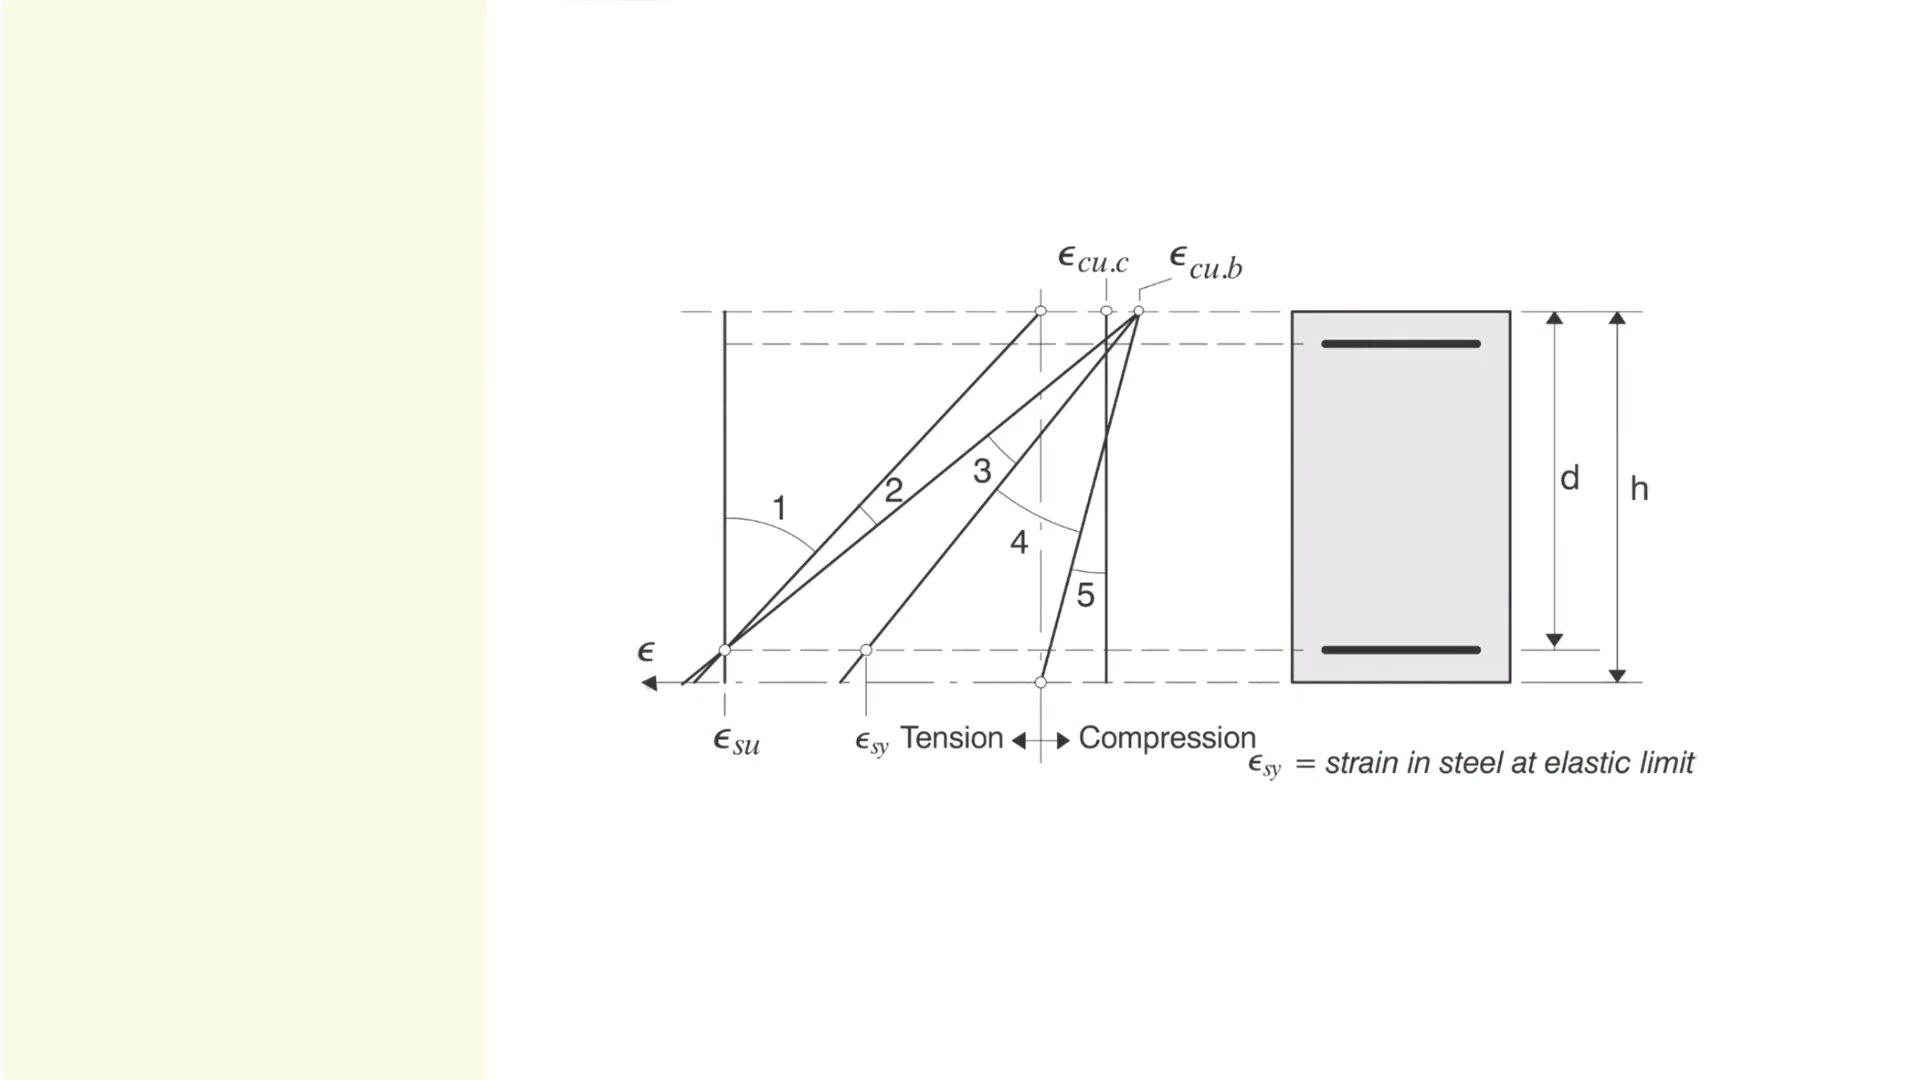 ϵcu.c ϵcu.b
1
2
3
4
5
d
h
ϵ
ϵsu
ϵsy Tension Compression
ϵsy = strain in steel at elastic limit